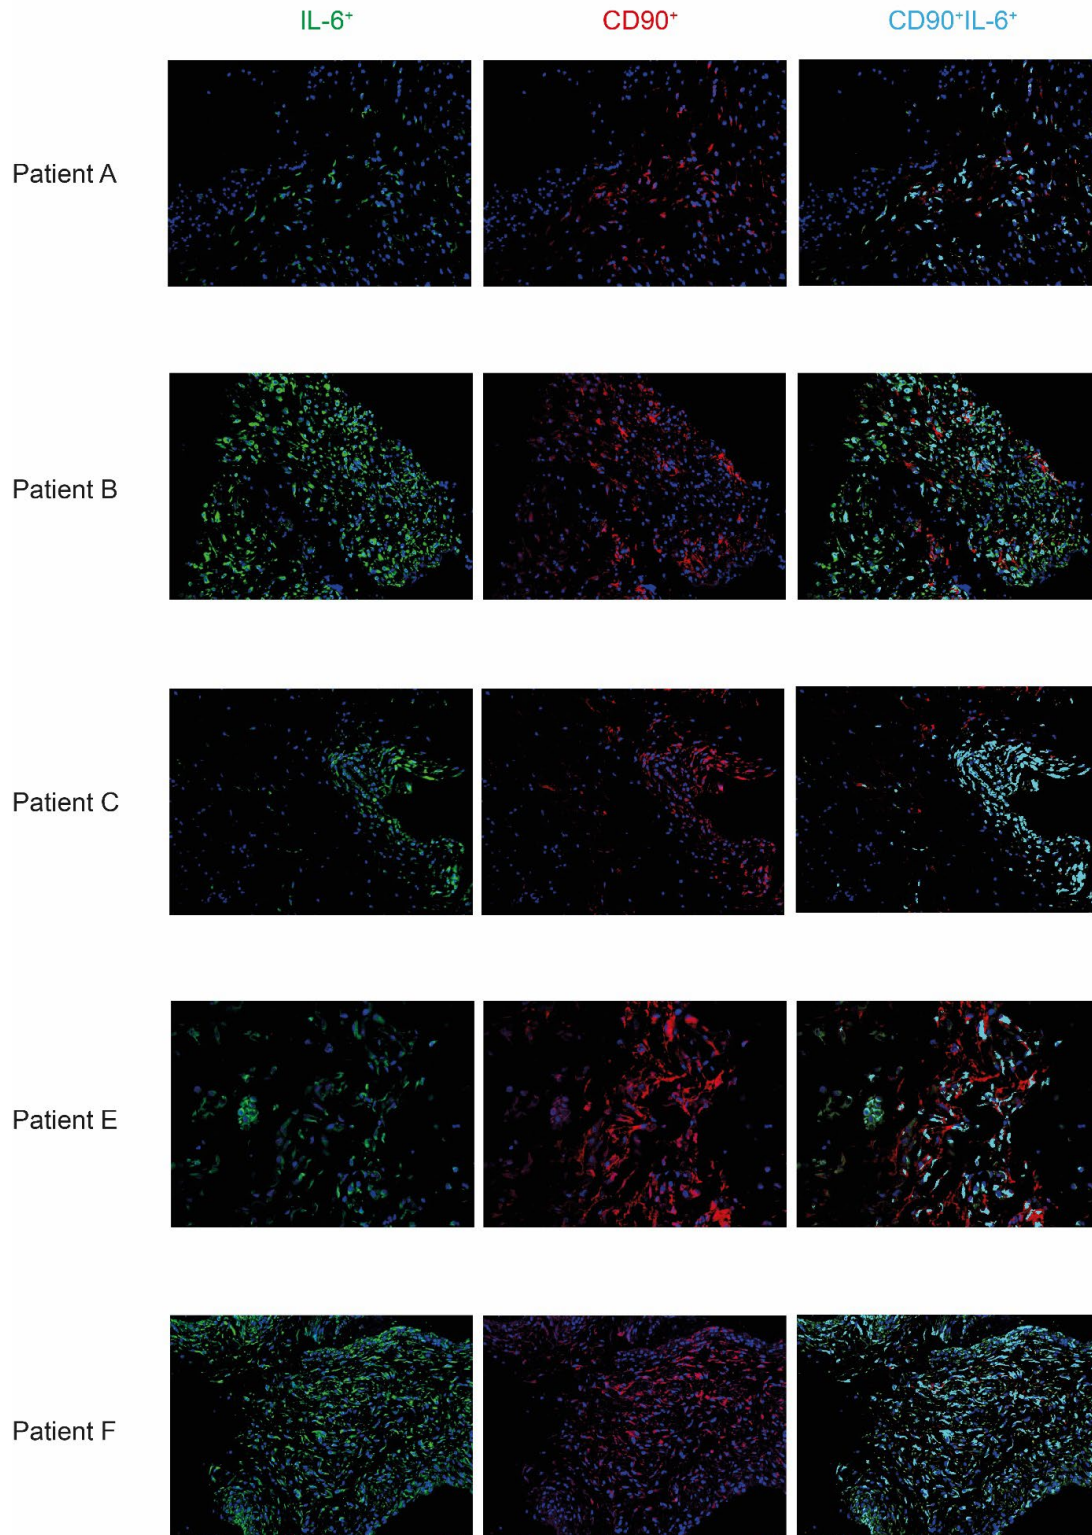 IL-6⁺ CD90⁺ CD90⁺IL-6⁺
Patient A
Patient B
Patient C
Patient E
Patient F